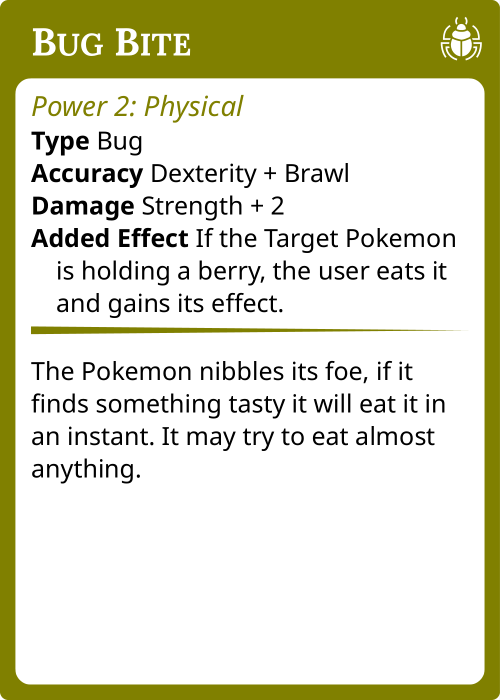 Bug Bite
Power 2: Physical
Type Bug
Accuracy Dexterity + Brawl
Damage Strength + 2
Added Effect If the Target Pokemon
is holding a berry, the user eats it
and gains its effect.
The Pokemon nibbles its foe, if it
finds something tasty it will eat it in
an instant. It may try to eat almost
anything.